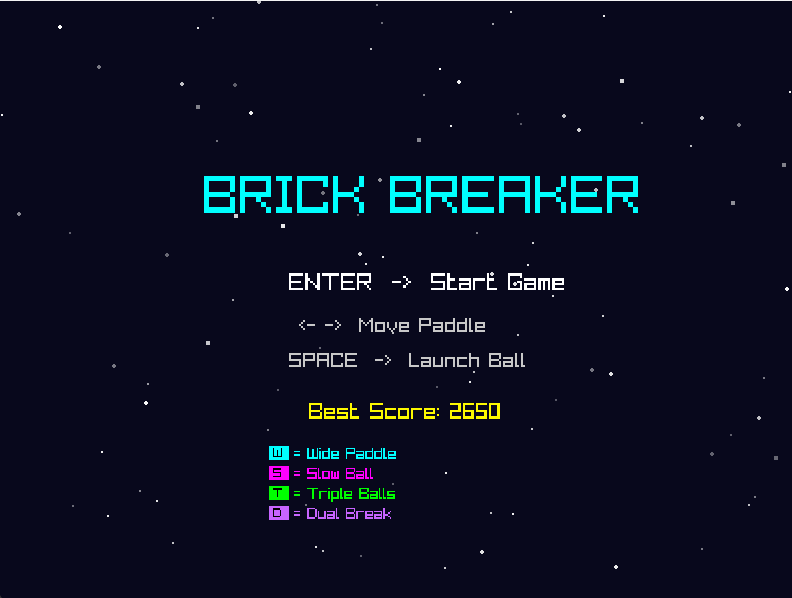 BRICK BREAKER
ENTER -> Start Game
<- -> Move Paddle
SPACE -> Launch Ball
Best Score: 2650
W = Wide Paddle
S = Slow Ball
T = Triple Balls
D = Dual Break